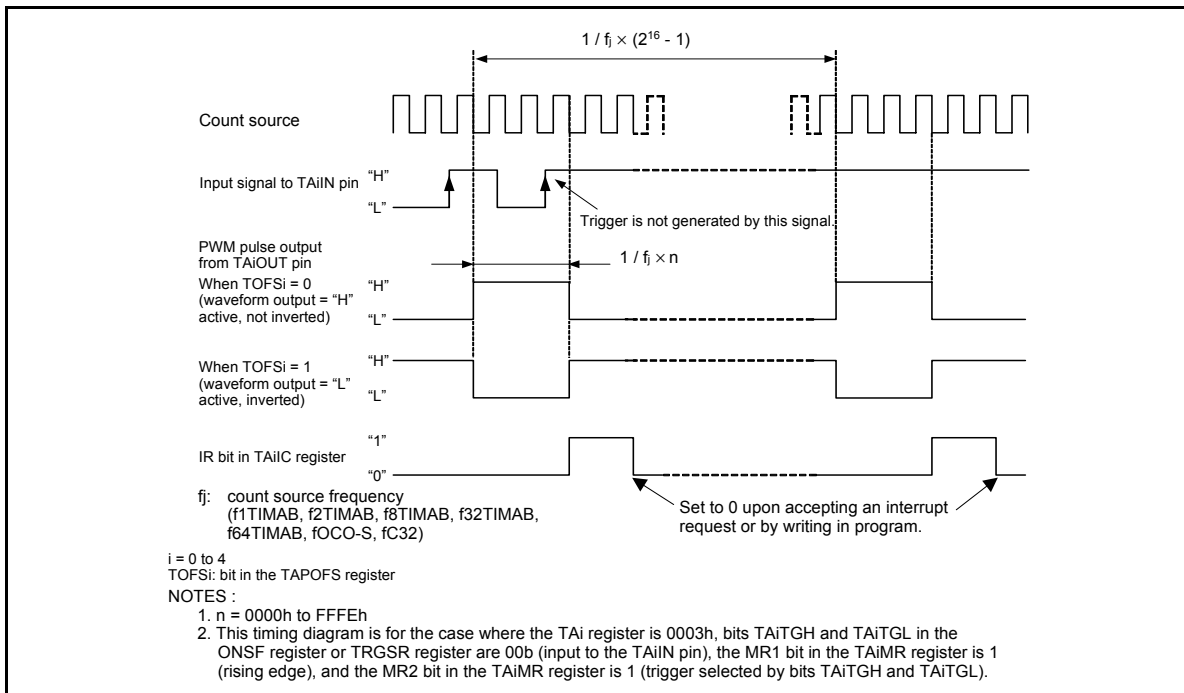 1 / fj × (2^16 - 1)
Count source
Input signal to TAiIN pin
“H”
“L”
Trigger is not generated by this signal.
PWM pulse output
from TAiOUT pin
1 / fj × n
When TOFSi = 0
(waveform output = “H”
active, not inverted)
“H”
“L”
When TOFSi = 1
(waveform output = “L”
active, inverted)
“H”
“L”
IR bit in TAiIC register
“1”
“0”
Set to 0 upon accepting an interrupt
request or by writing in program.
fj: count source frequency
(f1TIMAB, f2TIMAB, f8TIMAB, f32TIMAB,
f64TIMAB, fOCO-S, fC32)
i = 0 to 4
TOFSi: bit in the TAPOFS register
NOTES :
1. n = 0000h to FFFEh
2. This timing diagram is for the case where the TAi register is 0003h, bits TAiTGH and TAiTGL in the
ONSF register or TRGSR register are 00b (input to the TAiIN pin), the MR1 bit in the TAiMR register is 1
(rising edge), and the MR2 bit in the TAiMR register is 1 (trigger selected by bits TAiTGH and TAiTGL).